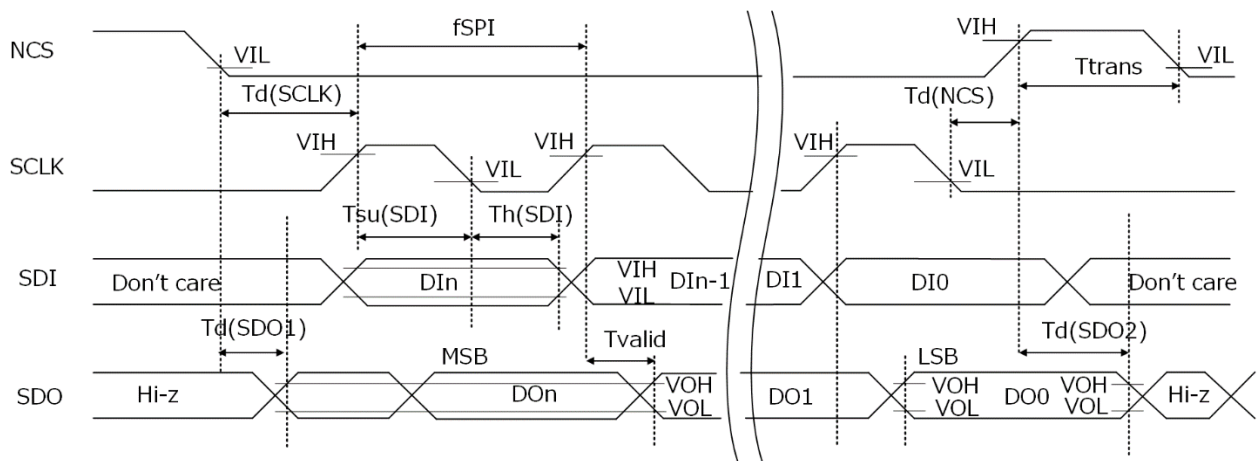 fSPI
NCS VIL VIH VIL
Ttrans
Td(SCLK) Td(NCS)
VIH VIH VIH
SCLK VIL VIL
Tsu(SDI) Th(SDI)
SDI Don't care DIn VIH VIL DIn-1 DI1 DI0 Don't care
Td(SDO1) Tvalid Td(SDO2)
MSB LSB
SDO Hi-z DOn VOH VOL DO1 VOH VOL DO0 VOH VOL Hi-z